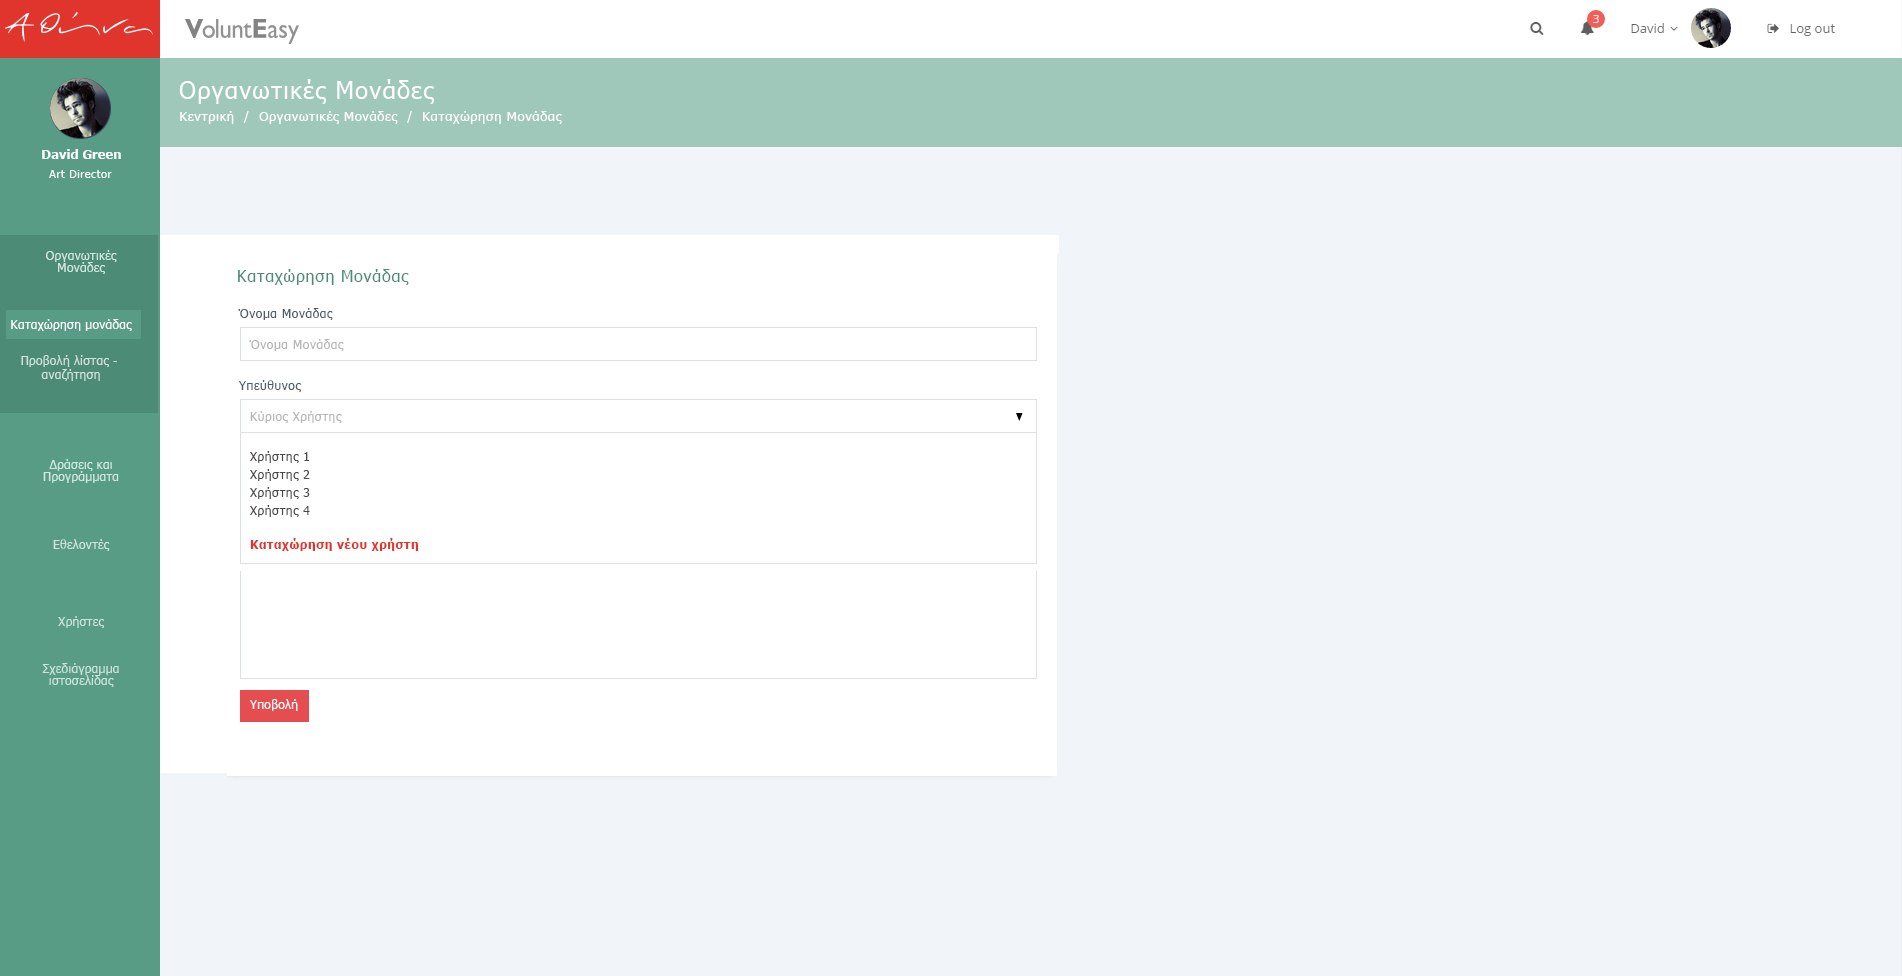 Αθήνα
VoluntEasy
3
David
Log out
David Green
Art Director
Οργανωτικές Μονάδες
Κεντρική / Οργανωτικές Μονάδες / Καταχώρηση Μονάδας
Οργανωτικές
Μονάδες
Καταχώρηση μονάδας
Προβολή λίστας -
αναζήτηση
Δράσεις και
Προγράμματα
Εθελοντές
Χρήστες
Σχεδιάγραμμα
ιστοσελίδας
Καταχώρηση Μονάδας
Όνομα Μονάδας
Όνομα Μονάδας
Υπεύθυνος
Κύριος Χρήστης
Χρήστης 1
Χρήστης 2
Χρήστης 3
Χρήστης 4
Καταχώρηση νέου χρήστη
Υποβολή